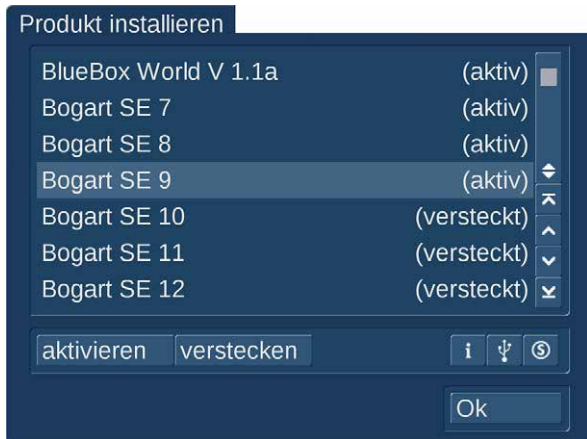 Produkt installieren
BlueBox World V 1.1a (aktiv)
Bogart SE 7 (aktiv)
Bogart SE 8 (aktiv)
Bogart SE 9 (aktiv)
Bogart SE 10 (versteckt)
Bogart SE 11 (versteckt)
Bogart SE 12 (versteckt)
aktivieren verstecken i S
Ok